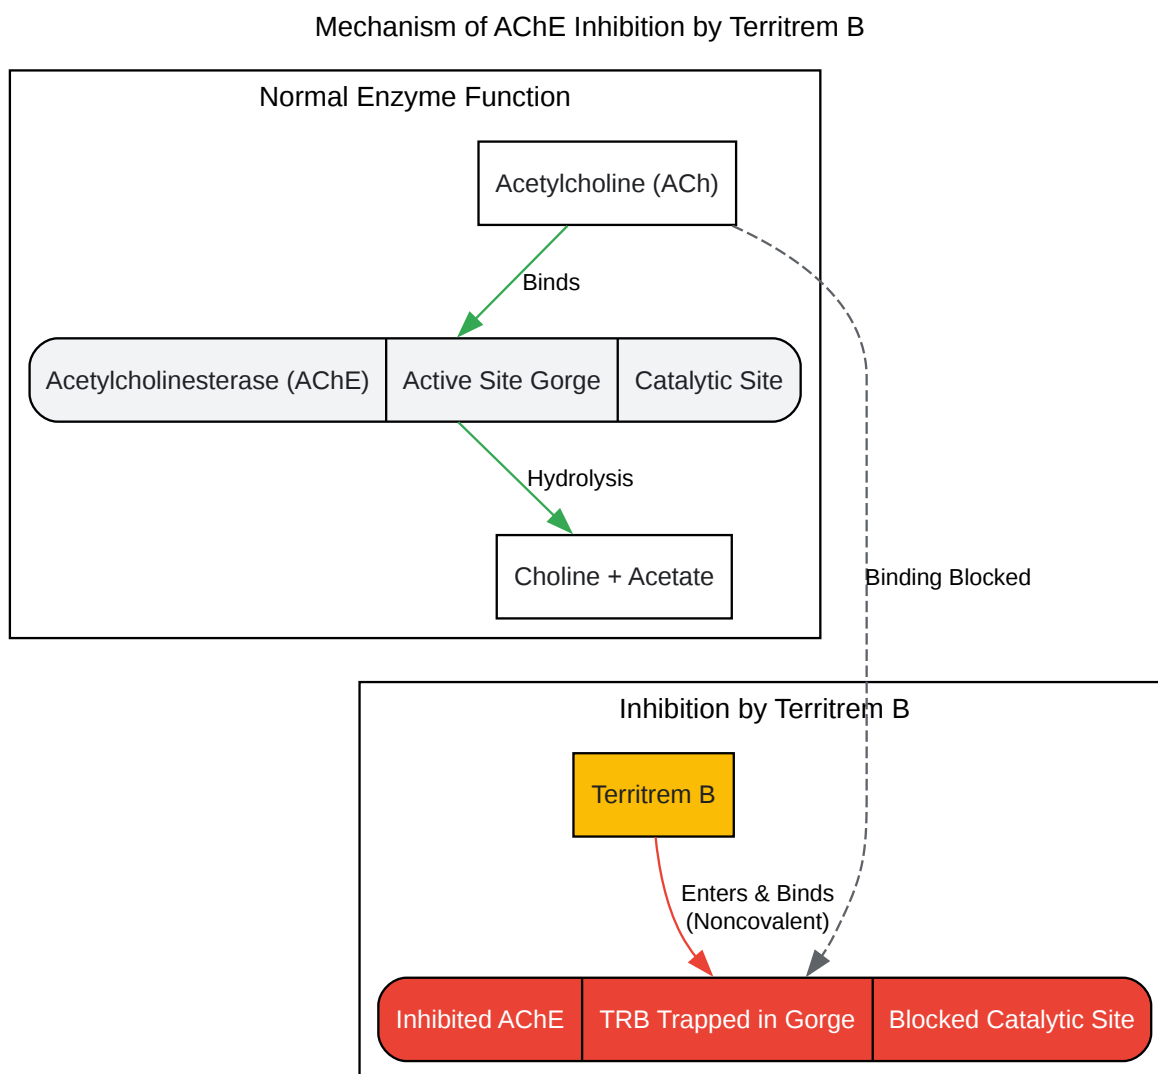 Mechanism of AChE Inhibition by Territrem B
Normal Enzyme Function
Acetylcholine (ACh)
Binds
Acetylcholinesterase (AChE)
Active Site Gorge
Catalytic Site
Hydrolysis
Choline + Acetate
Binding Blocked
Inhibition by Territrem B
Territrem B
Enters & Binds
(Noncovalent)
Inhibited AChE
TRB Trapped in Gorge
Blocked Catalytic Site